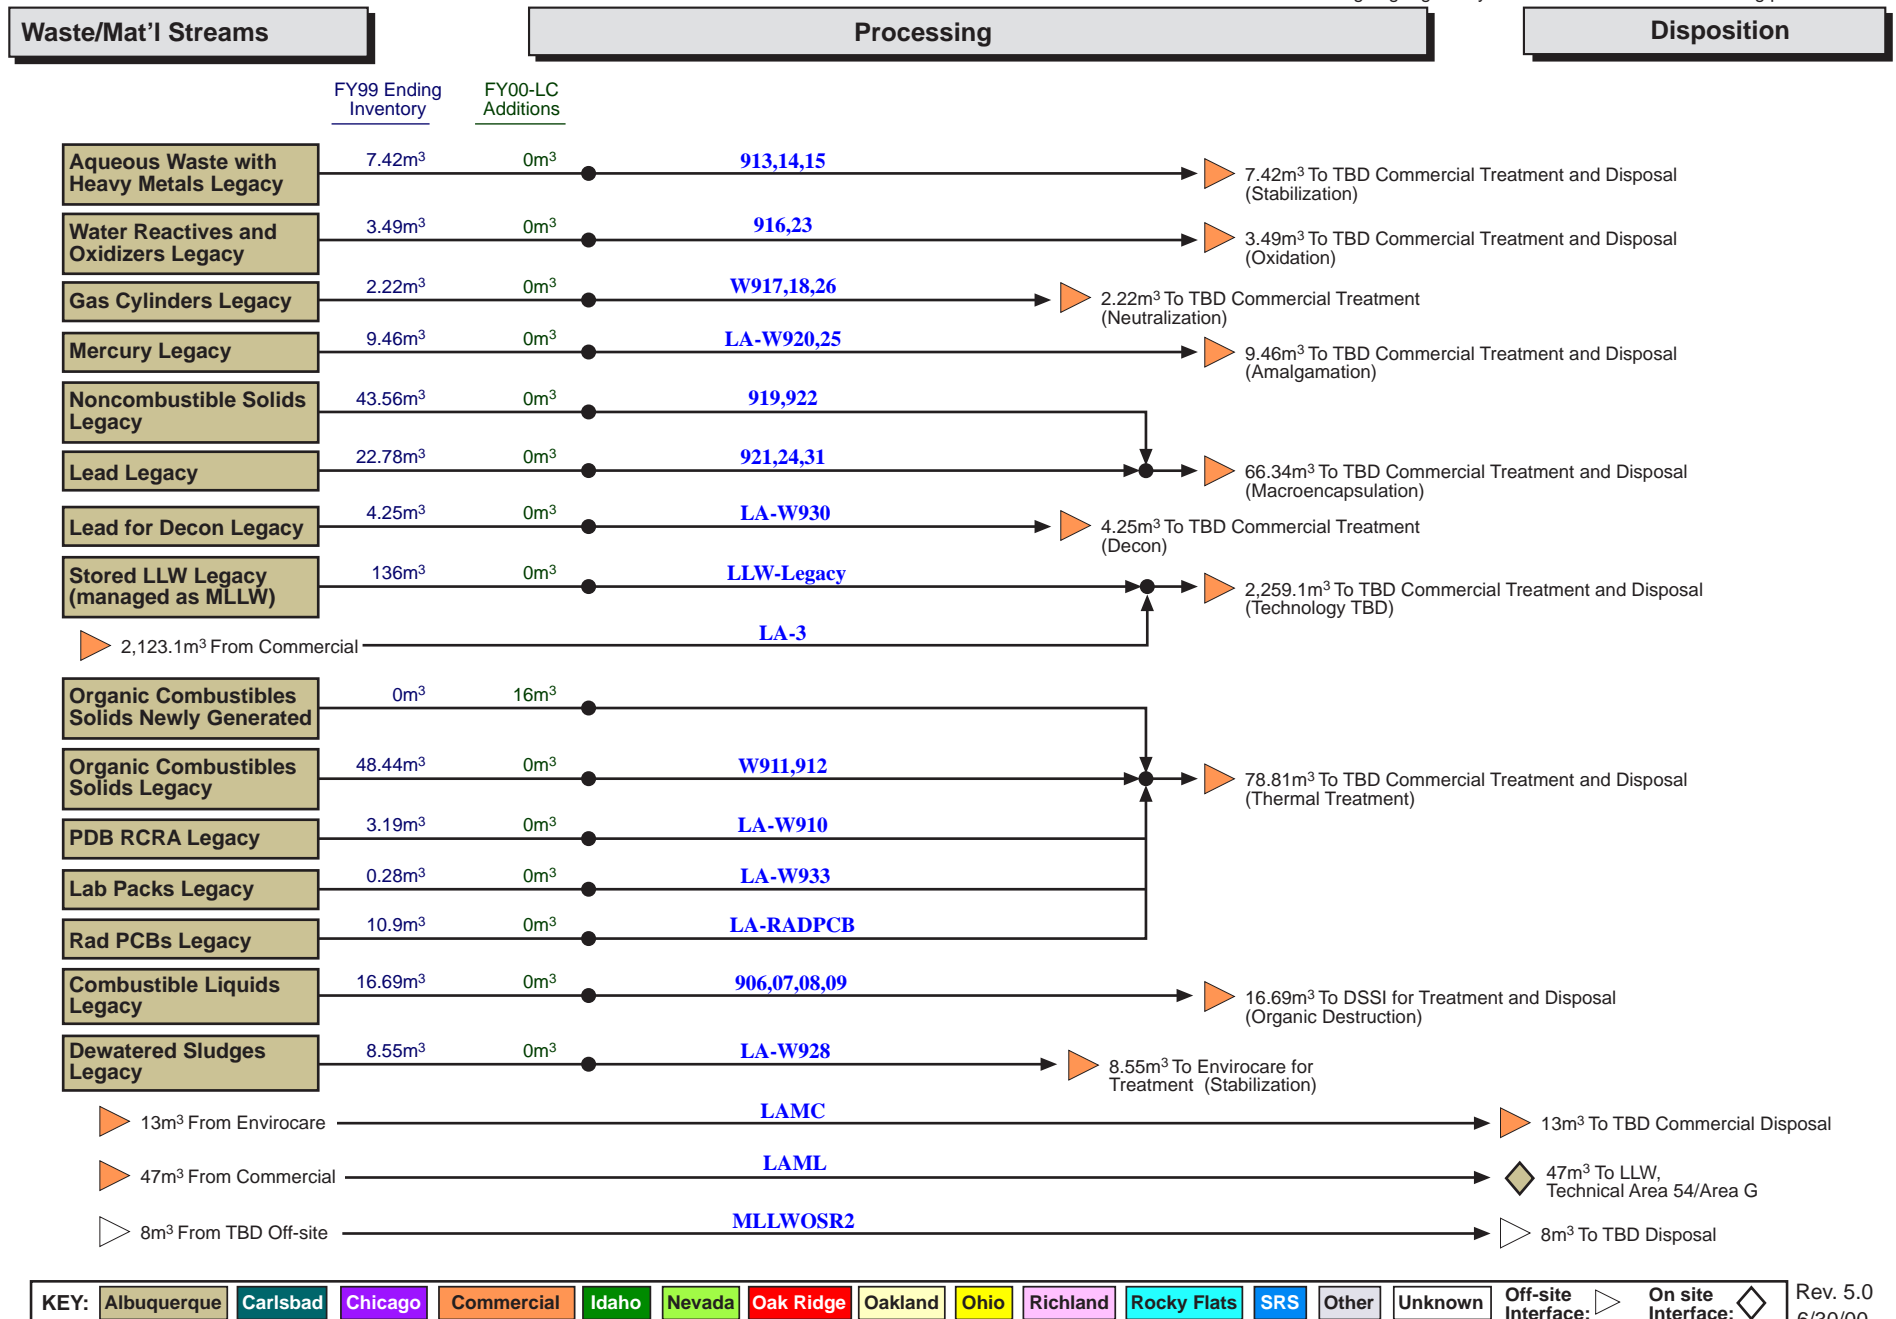 Waste/Mat'l Streams
Processing
Disposition
FY99 Ending
Inventory
FY00-LC
Additions
Aqueous Waste with
Heavy Metals Legacy
7.42m³ 0m³ 913,14,15
7.42m³ To TBD Commercial Treatment and Disposal
(Stabilization)
Water Reactives and
Oxidizers Legacy
3.49m³ 0m³ 916,23
3.49m³ To TBD Commercial Treatment and Disposal
(Oxidation)
Gas Cylinders Legacy
2.22m³ 0m³ W917,18,26
2.22m³ To TBD Commercial Treatment
(Neutralization)
Mercury Legacy
9.46m³ 0m³ LA-W920,25
9.46m³ To TBD Commercial Treatment and Disposal
(Amalgamation)
Noncombustible Solids
Legacy
43.56m³ 0m³ 919,922
Lead Legacy
22.78m³ 0m³ 921,24,31
66.34m³ To TBD Commercial Treatment and Disposal
(Macroencapsulation)
Lead for Decon Legacy
4.25m³ 0m³ LA-W930
4.25m³ To TBD Commercial Treatment
(Decon)
Stored LLW Legacy
(managed as MLLW)
136m³ 0m³ LLW-Legacy
2,259.1m³ To TBD Commercial Treatment and Disposal
(Technology TBD)
2,123.1m³ From Commercial LA-3
Organic Combustibles
Solids Newly Generated
0m³ 16m³
Organic Combustibles
Solids Legacy
48.44m³ 0m³ W911,912
78.81m³ To TBD Commercial Treatment and Disposal
(Thermal Treatment)
PDB RCRA Legacy
3.19m³ 0m³ LA-W910
Lab Packs Legacy
0.28m³ 0m³ LA-W933
Rad PCBs Legacy
10.9m³ 0m³ LA-RADPCB
Combustible Liquids
Legacy
16.69m³ 0m³ 906,07,08,09
16.69m³ To DSSI for Treatment and Disposal
(Organic Destruction)
Dewatered Sludges
Legacy
8.55m³ 0m³ LA-W928
8.55m³ To Envirocare for
Treatment (Stabilization)
13m³ From Envirocare LAMC 13m³ To TBD Commercial Disposal
47m³ From Commercial LAML 47m³ To LLW,
Technical Area 54/Area G
8m³ From TBD Off-site MLLWOSR2 8m³ To TBD Disposal
KEY: Albuquerque Carlsbad Chicago Commercial Idaho Nevada Oak Ridge Oakland Ohio Richland Rocky Flats SRS Other Unknown
Off-site
Interface:
On site
Interface:
Rev. 5.0
6/30/00